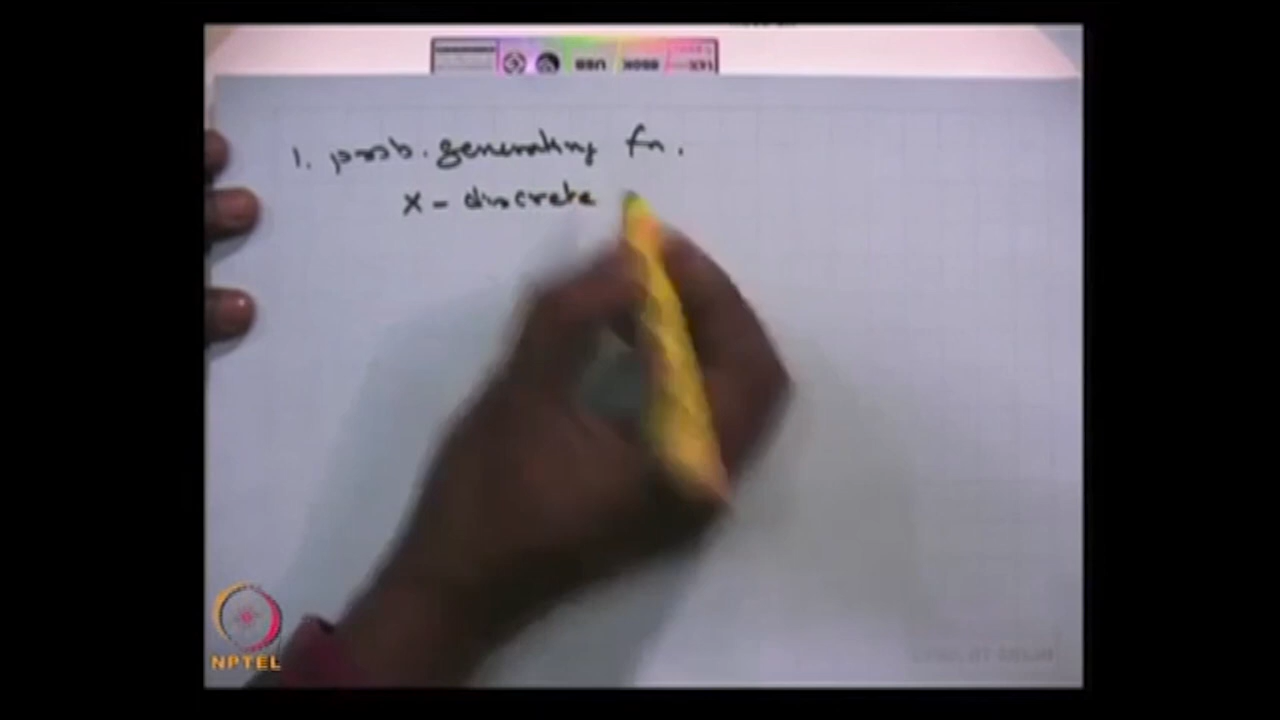 1. prob. generating fn.
X - discrete
NPTEL